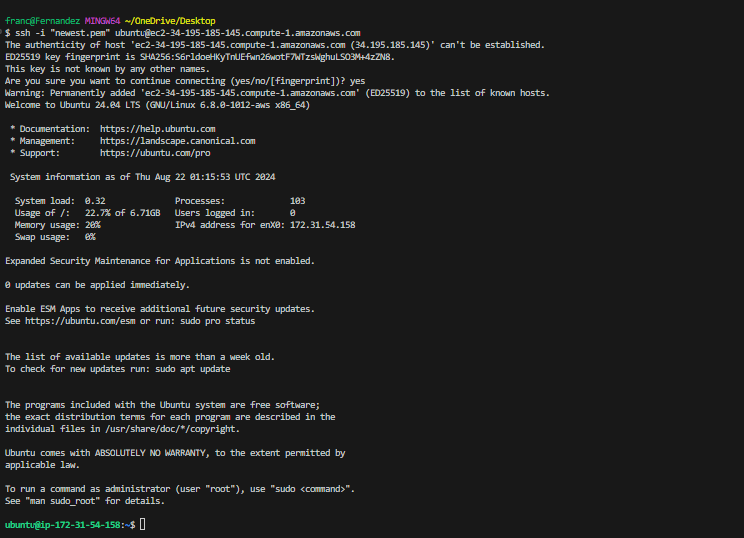 franc@Fernandez MINGW64 ~/OneDrive/Desktop
$ ssh -i "newest.pem" ubuntu@ec2-34-195-185-145.compute-1.amazonaws.com
The authenticity of host 'ec2-34-195-185-145.compute-1.amazonaws.com (34.195.185.145)' can't be established.
ED25519 key fingerprint is SHA256:S6rldoeHKyTnUEfwn26wotF7WTzsWghuLSO3M+4zZN8.
This key is not known by any other names.
Are you sure you want to continue connecting (yes/no/[fingerprint])? yes
Warning: Permanently added 'ec2-34-195-185-145.compute-1.amazonaws.com' (ED25519) to the list of known hosts.
Welcome to Ubuntu 24.04 LTS (GNU/Linux 6.8.0-1012-aws x86_64)
* Documentation: https://help.ubuntu.com
* Management: https://landscape.canonical.com
* Support: https://ubuntu.com/pro
System information as of Thu Aug 22 01:15:53 UTC 2024
System load: 0.32 Processes: 103
Usage of /: 22.7% of 6.71GB Users logged in: 0
Memory usage: 20% IPv4 address for enX0: 172.31.54.158
Swap usage: 0%
Expanded Security Maintenance for Applications is not enabled.
0 updates can be applied immediately.
Enable ESM Apps to receive additional future security updates.
See https://ubuntu.com/esm or run: sudo pro status
The list of available updates is more than a week old.
To check for new updates run: sudo apt update
The programs included with the Ubuntu system are free software;
the exact distribution terms for each program are described in the
individual files in /usr/share/doc/*/copyright.
Ubuntu comes with ABSOLUTELY NO WARRANTY, to the extent permitted by
applicable law.
To run a command as administrator (user "root"), use "sudo <command>".
See "man sudo_root" for details.
ubuntu@ip-172-31-54-158:~$